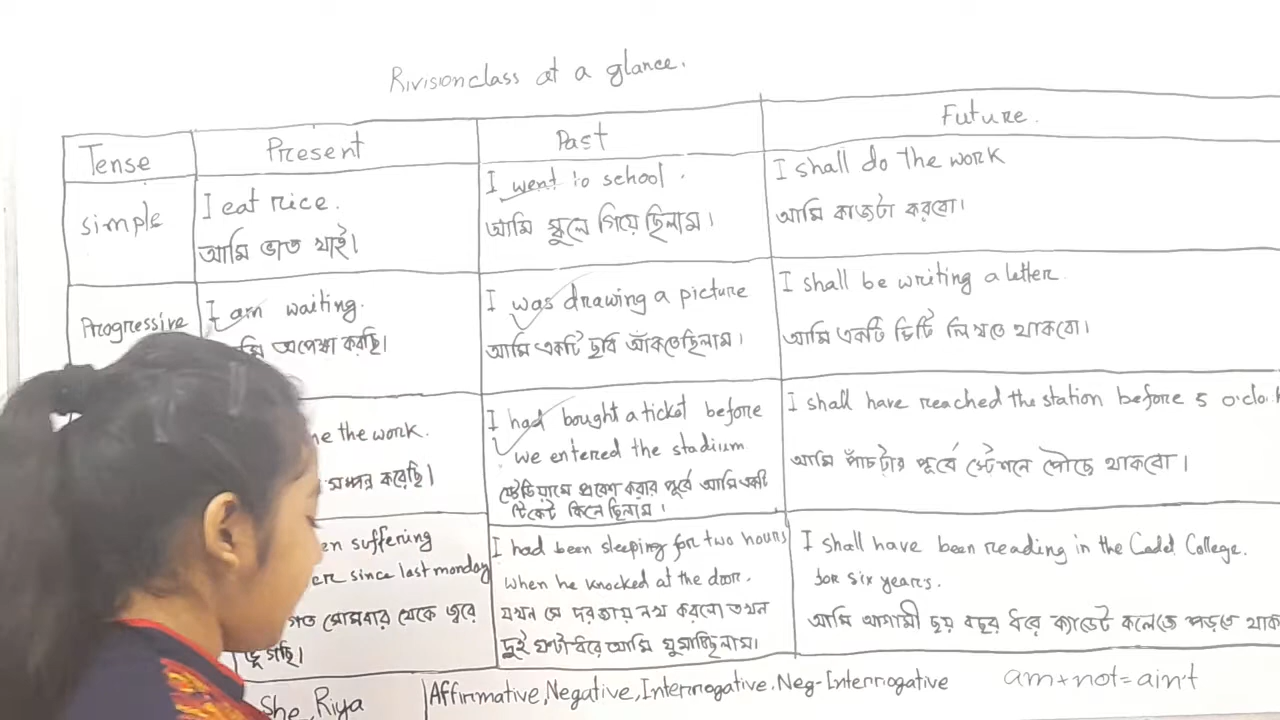 Rivision class at a glance.
Tense
Present
Past
Future.
simple
I eat rice.
আমি ভাত খাই।
I went to school.
আমি স্কুলে গিয়েছিলাম।
I shall do the work
আমি কাজটা করবো।
Progressive
I am waiting.
মি অপেক্ষা করছি।
I was drawing a picture
আমি একটি ছবি আঁকতেছিলাম।
I shall be writing a letter.
আমি একটি চিটি লিখতে থাকবো।
ne the work.
সম্পন্ন করেছি।
I had bought a ticket before
we entered the stadium
স্টেডিয়ামে প্রবেশ করার পূর্বে আমি একটি
টিকেট কিনেছিলাম।
I shall have reached the station before 5 o'clock
আমি পাঁচটার পূর্বে স্টেশনে পৌছে থাকবো।
en suffering
er since last monday
গত সোমবার থেকে জ্বরে
ভূগছি।
I had been sleeping for two hours
when he knocked at the door.
যখন সে দরজায় নখ করলো তখন
দুই ঘণ্টা ধরে আমি ঘুমাচ্ছিলাম।
I shall have been reading in the Cadet College.
for six years.
আমি আগামী ছয় বছর ধরে ক্যাডেট কলেজে পড়তে থাক
She, Riya
Affirmative, Negative, Interrogative, Neg-Interrogative
am + not = ain't